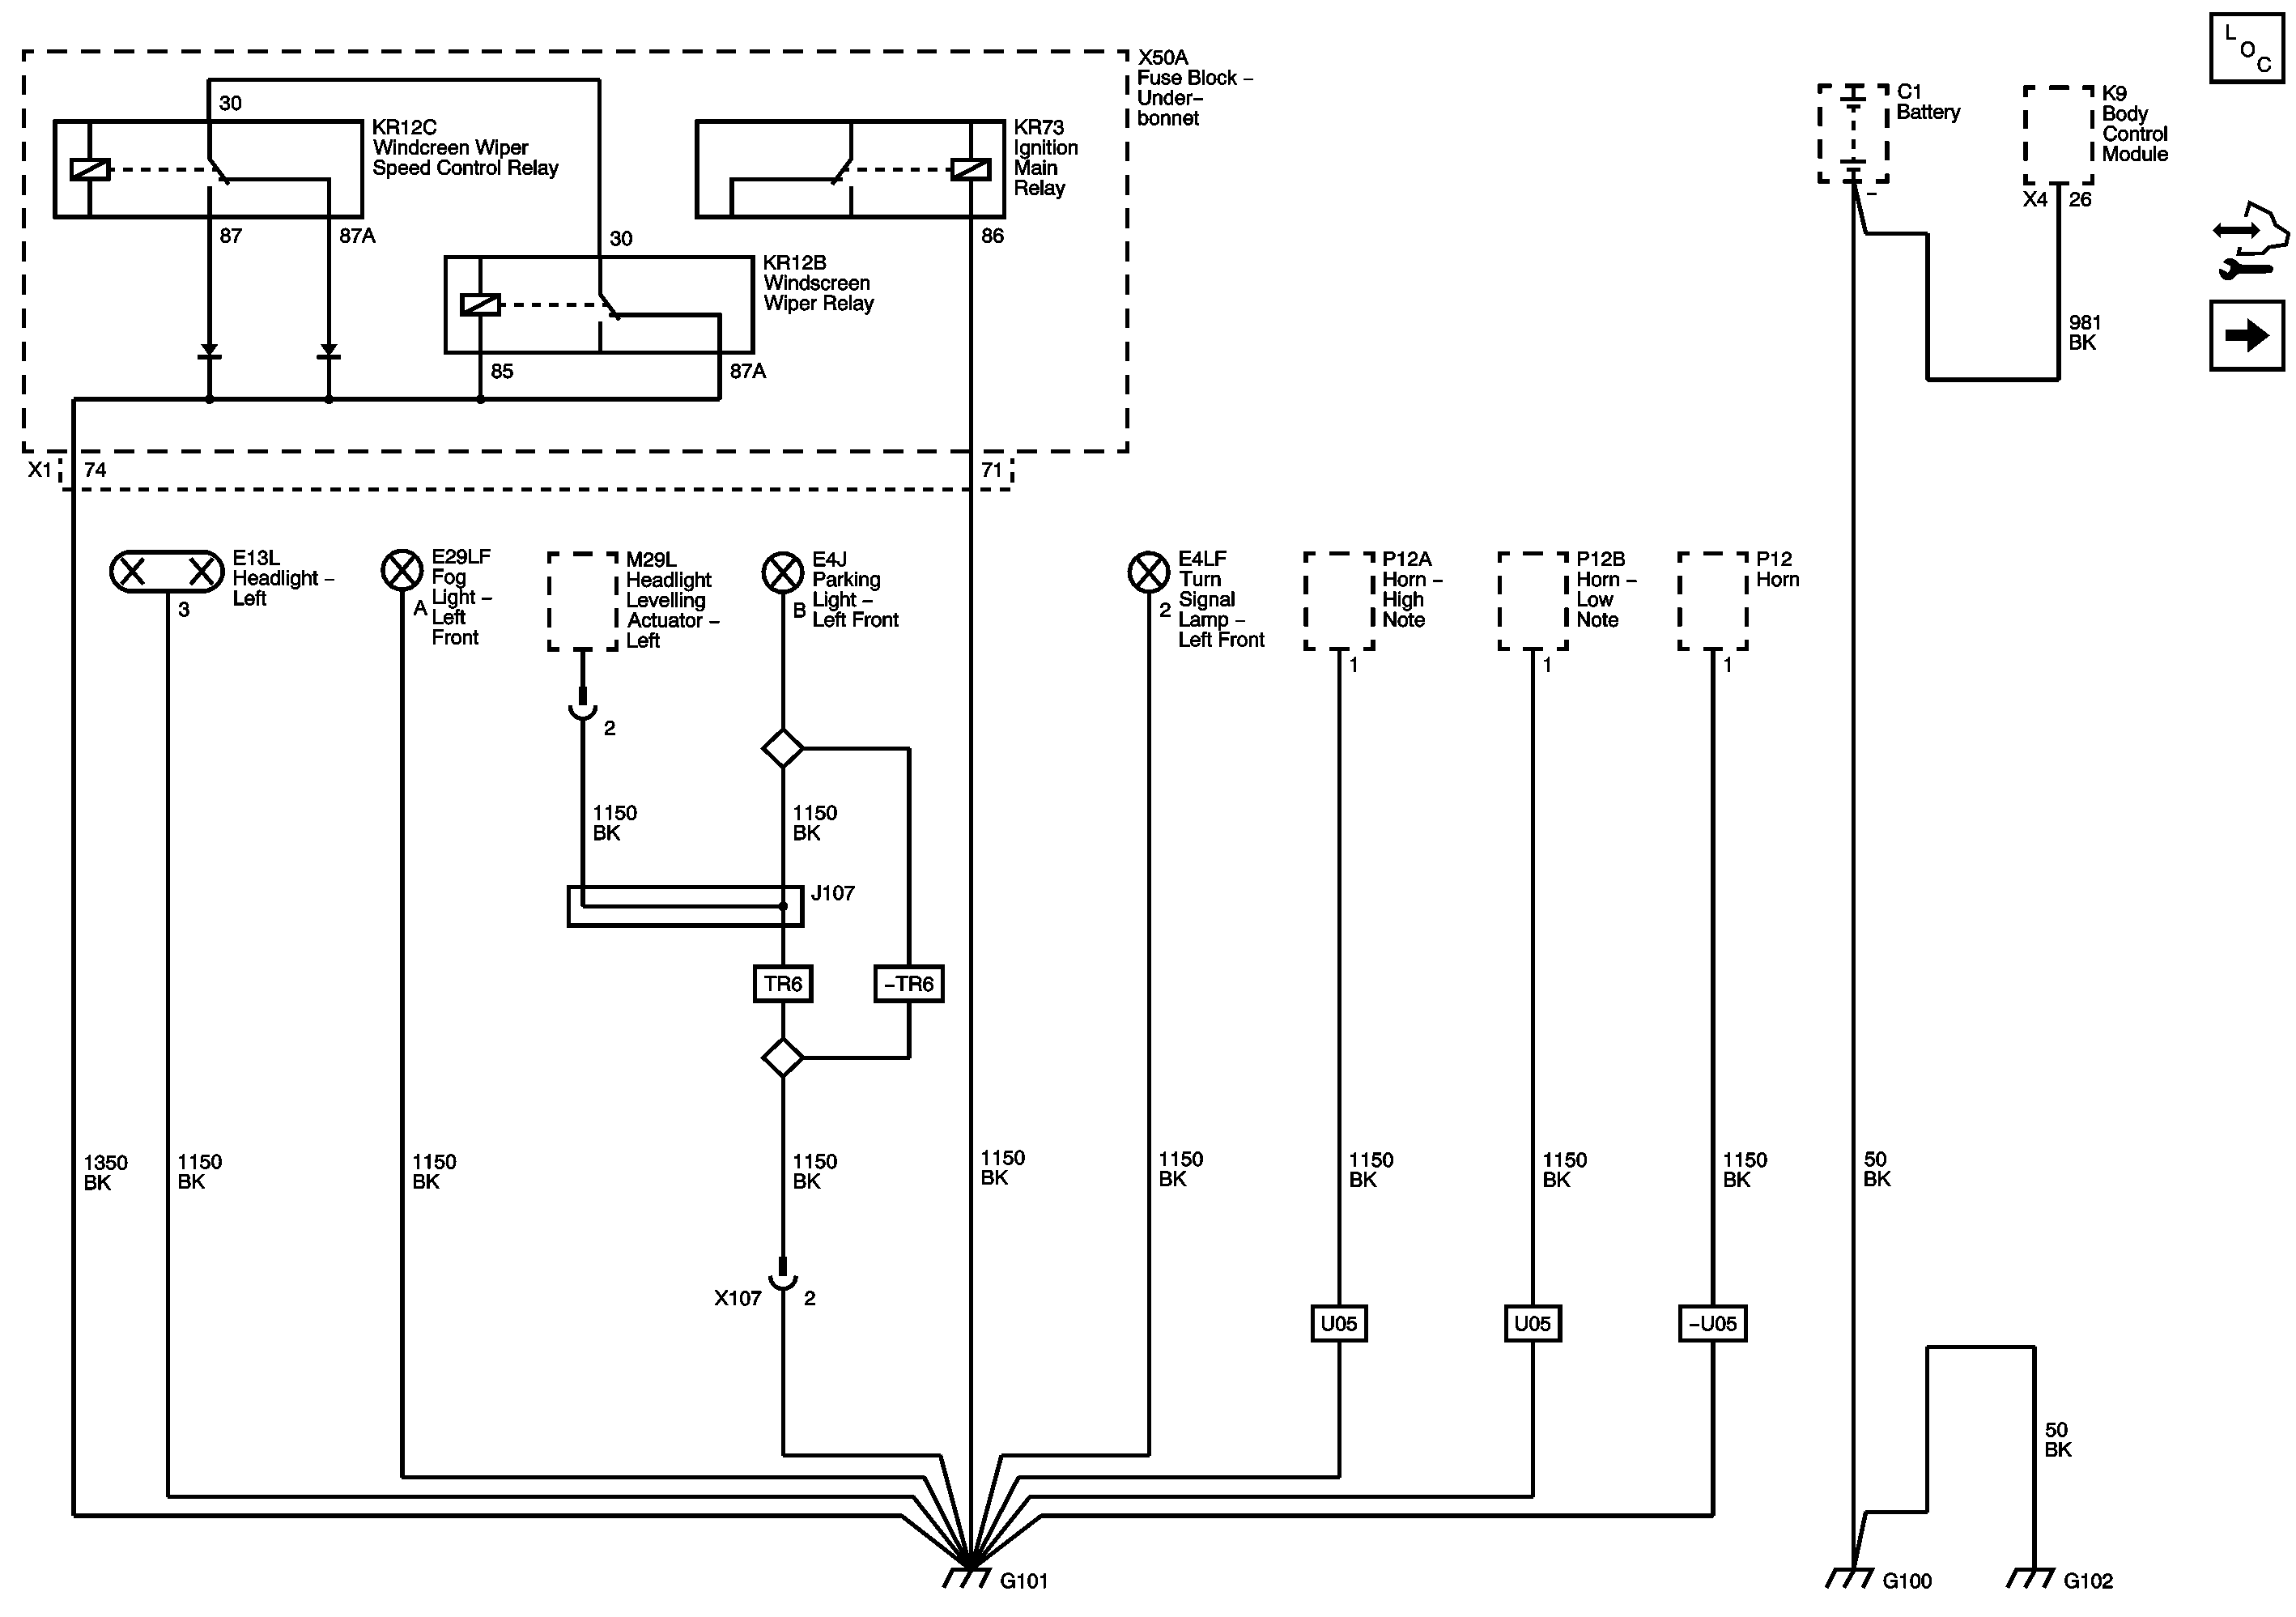 L
O
C
X50A
Fuse Block –
Under–
bonnet
C1
Battery
–
K9
Body
Control
Module
X4
26
981
BK
30
KR12C
Windcreen Wiper
Speed Control Relay
87
87A
KR73
Ignition
Main
Relay
86
30
KR12B
Windscreen
Wiper Relay
85
87A
X1
74
71
E13L
Headlight –
Left
3
E29LF
Fog
Light –
Left
Front
A
M29L
Headlight
Levelling
Actuator –
Left
2
E4J
Parking
Light –
Left Front
B
E4LF
Turn
Signal
Lamp –
Left Front
2
P12A
Horn –
High
Note
1
P12B
Horn –
Low
Note
1
P12
Horn
1
1150
BK
1150
BK
J107
TR6
–TR6
1350
BK
1150
BK
1150
BK
1150
BK
1150
BK
1150
BK
1150
BK
1150
BK
1150
BK
50
BK
X107
2
U05
U05
–U05
50
BK
G101
G100
G102